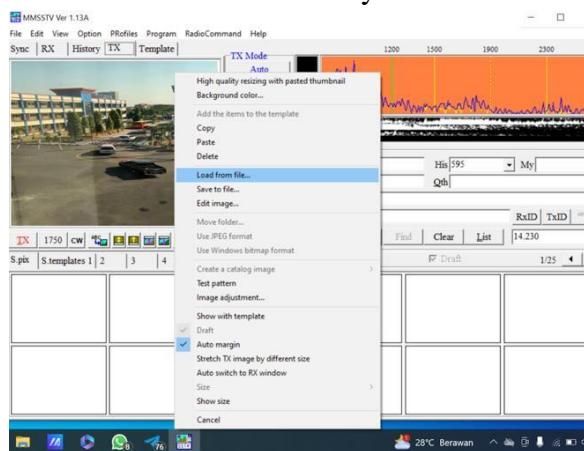 MMSSTV Ver 1.13A
File Edit View Option PRofiles Program RadioCommand Help
Sync RX History TX Template
TX Mode
Auto
1200 1500 1900 2300
High quality resizing with pasted thumbnail
Background color...
Add the items to the template
Copy
Paste
Delete
Load from file...
Save to file...
Edit image...
Move folder...
Use JPEG format
Use Windows bitmap format
Create a catalog image
Test pattern
Image adjustment...
Show with template
Draft
Auto margin
Stretch TX image by different size
Auto switch to RX window
Size
Show size
Cancel
His 595 My
Qth
RxID TxID
TX 1750 CW
Find Clear List 14.230
S.pix S.templates 1 2 3 4
Draft 1/25
8 76
28°C Berawan